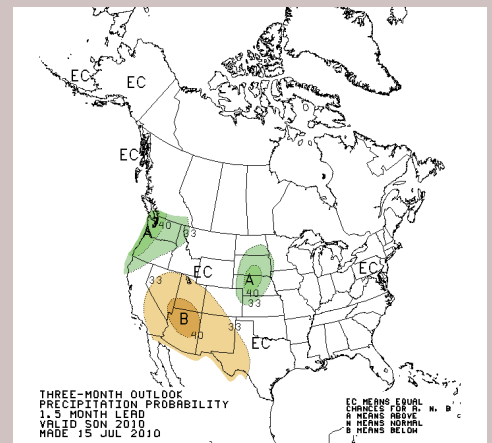 EC
EC
EC
A
40
33
33
EC
A
40
33
EC
B
40
33
EC
THREE-MONTH OUTLOOK
PRECIPITATION PROBABILITY
1.5 MONTH LEAD
VALID SON 2010
MADE 15 JUL 2010
EC MEANS EQUAL
CHANCES FOR A, N, B
A MEANS ABOVE
N MEANS NORMAL
B MEANS BELOW